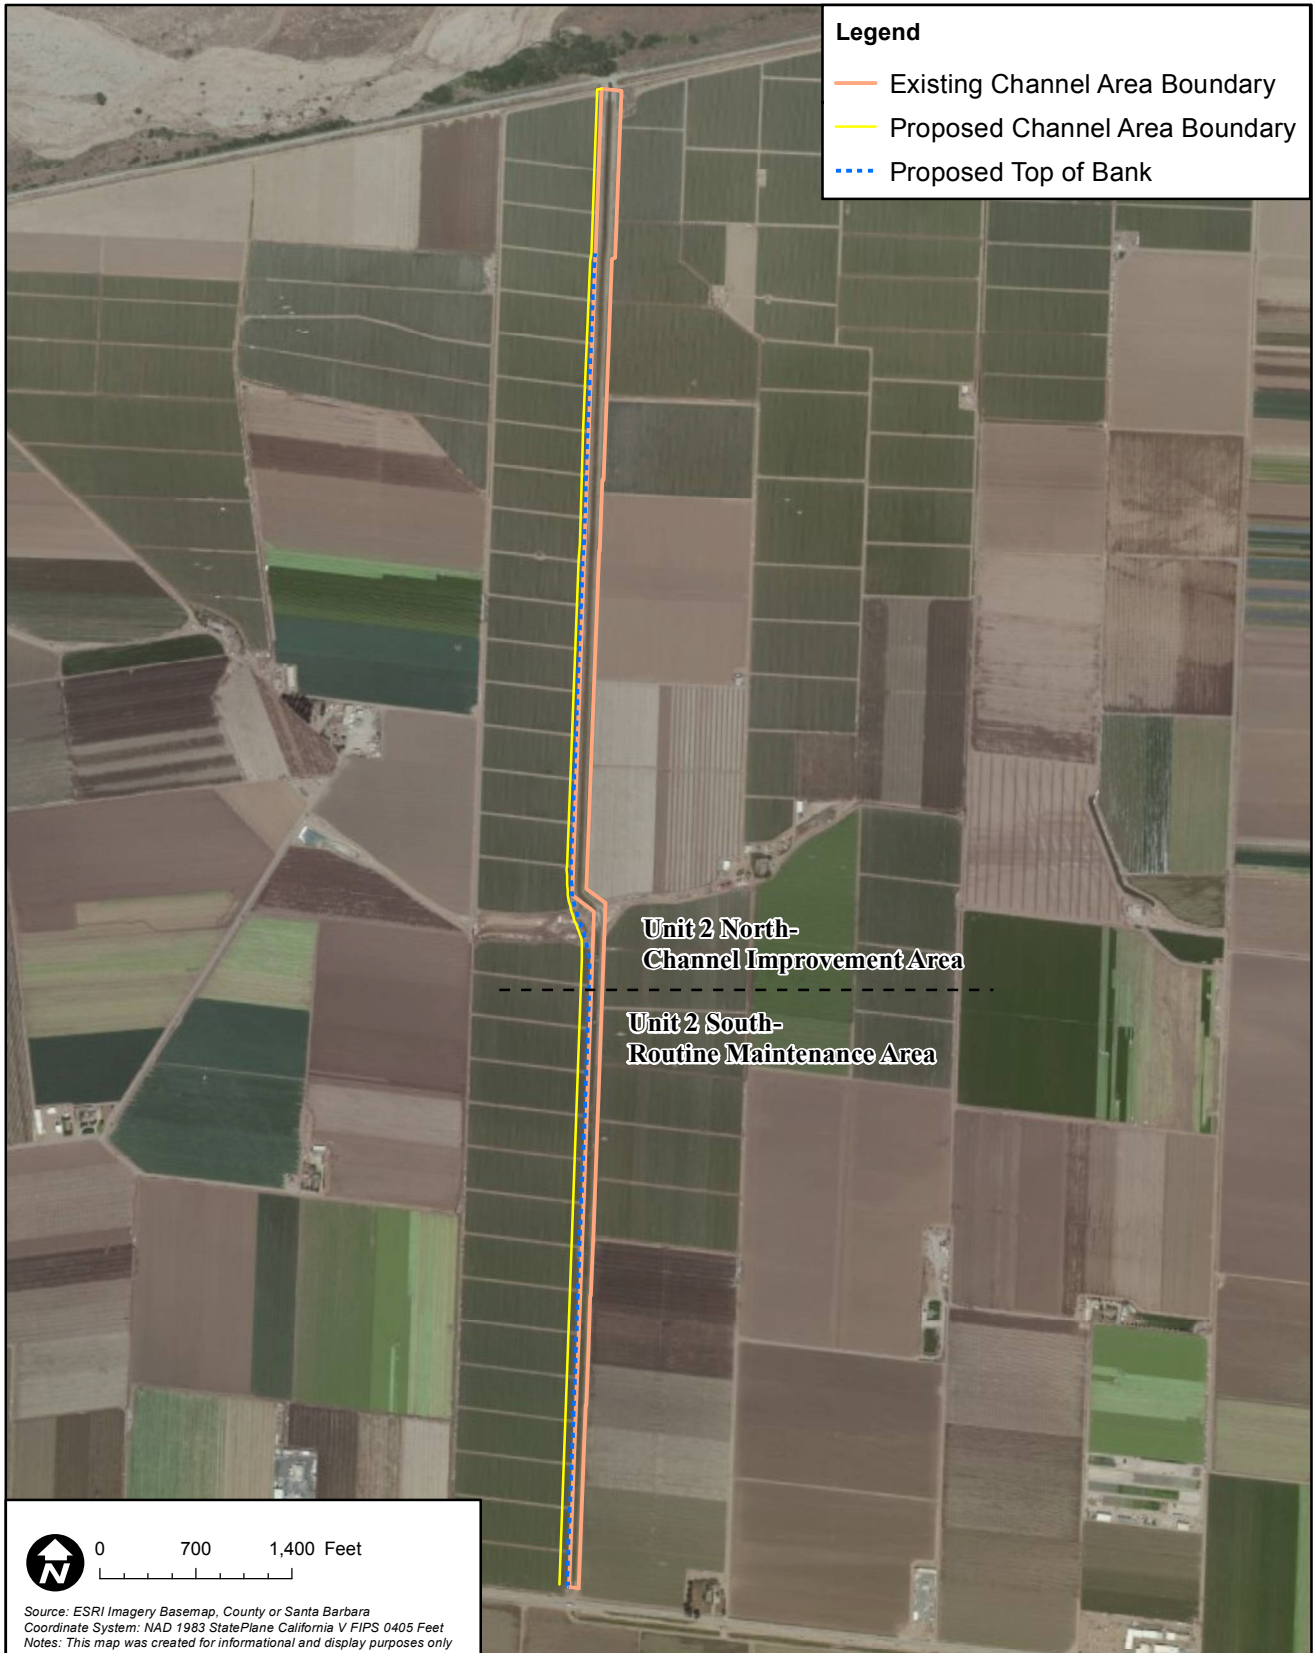 Legend
Existing Channel Area Boundary
Proposed Channel Area Boundary
Proposed Top of Bank
Unit 2 North-
Channel Improvement Area
Unit 2 South-
Routine Maintenance Area
N
0 700 1,400 Feet
Source: ESRI Imagery Basemap, County or Santa Barbara
Coordinate System: NAD 1983 StatePlane California V FIPS 0405 Feet
Notes: This map was created for informational and display purposes only